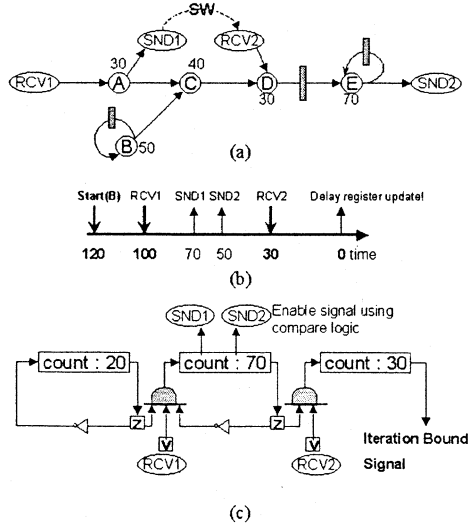 SW
SND1 RCV2
30 40
RCV1 A C D E SND2
30 70
B 50
(a)
Start(B) RCV1 SND1 SND2 RCV2 Delay register update!
120 100 70 50 30 0 time
(b)
SND1 SND2 Enable signal using
compare logic
count : 20 count : 70 count : 30
Z Z
V V Iteration Bound
RCV1 RCV2 Signal
(c)